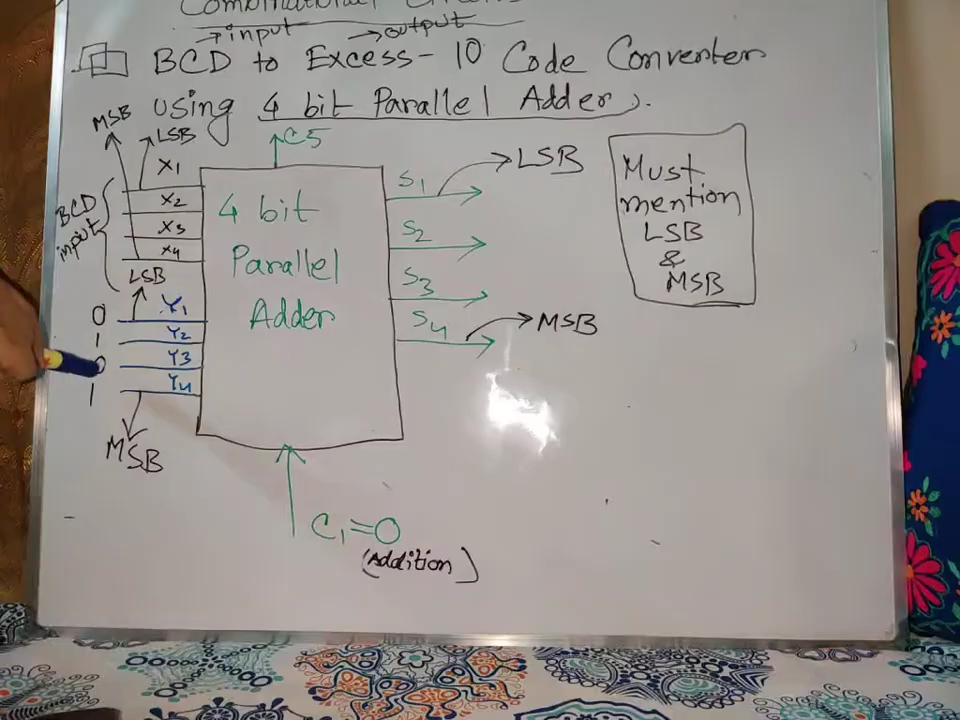 Combinational Circuit
→input →output
BCD to Excess-10 Code Converter
using 4 bit Parallel Adder.
MSB
LSB
C5
X1
X2
X3
X4
BCD input
LSB
0 Y1
1 Y2
0 Y3
1 Y4
MSB
4 bit
Parallel
Adder
S1 LSB
S2
S3
S4 MSB
C1=0
(Addition)
Must
mention
LSB
&
MSB